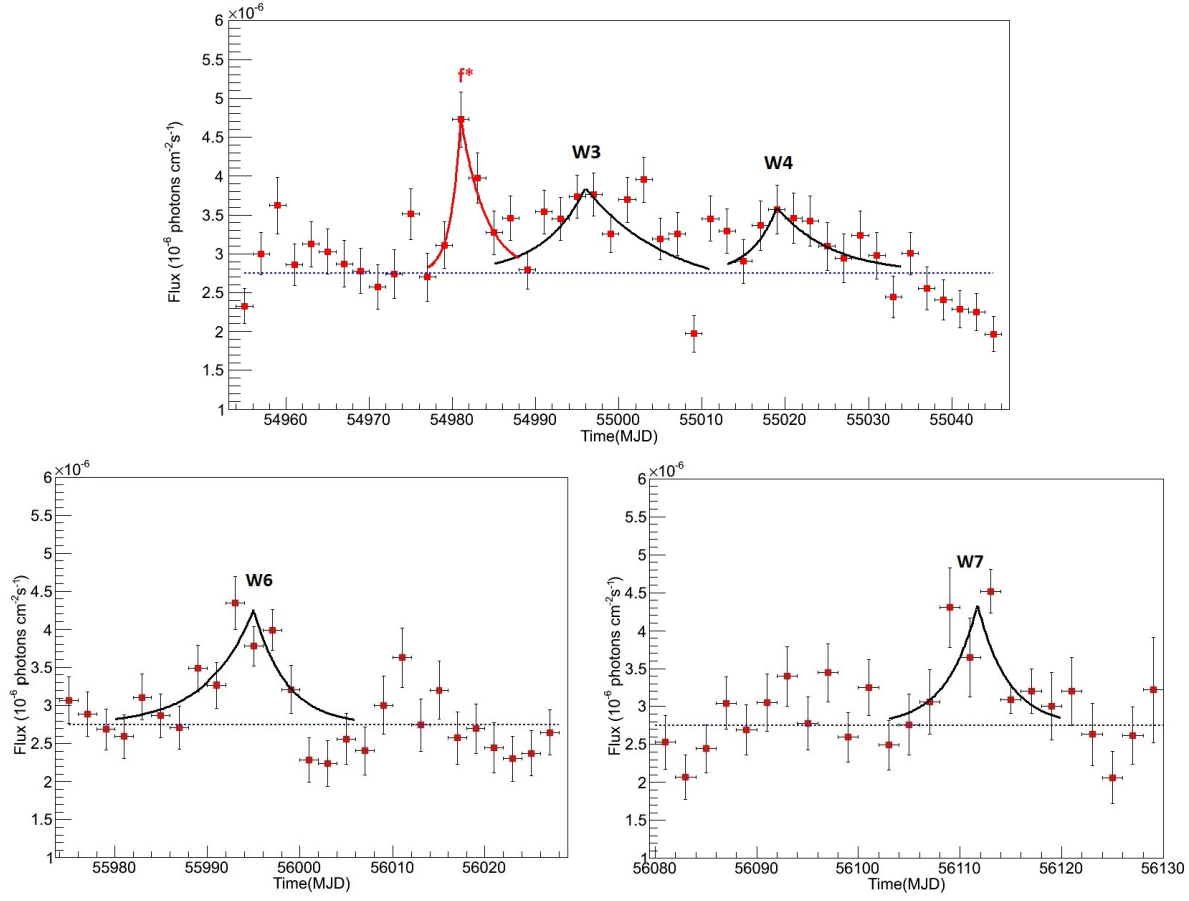 ×10⁻⁶
6
5.5
5
4.5
4
3.5
3
2.5
2
1.5
1
Flux (10⁻⁶ photons cm⁻²s⁻¹)
f*
W3
W4
54960 54970 54980 54990 55000 55010 55020 55030 55040
Time(MJD)
×10⁻⁶
6
5.5
5
4.5
4
3.5
3
2.5
2
1.5
1
Flux (10⁻⁶ photons cm⁻²s⁻¹)
W6
55980 55990 56000 56010 56020
Time(MJD)
×10⁻⁶
6
5.5
5
4.5
4
3.5
3
2.5
2
1.5
1
Flux (10⁻⁶ photons cm⁻²s⁻¹)
W7
56080 56090 56100 56110 56120 56130
Time(MJD)